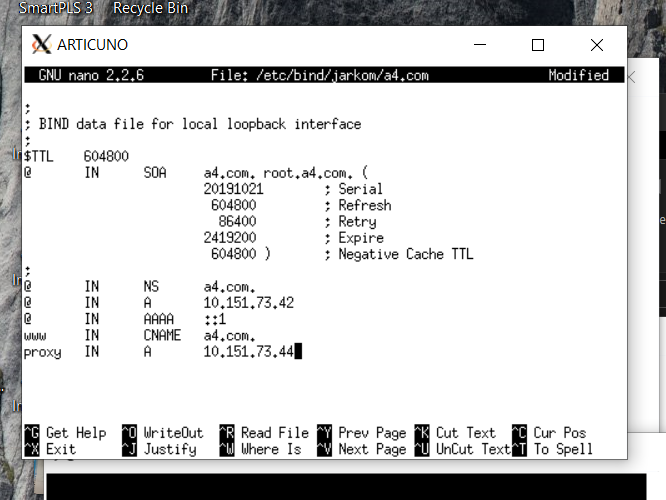 SmartPLS 3 Recycle Bin
ARTICUNO
GNU nano 2.2.6 File: /etc/bind/jarkom/a4.com Modified
;
; BIND data file for local loopback interface
;
$TTL 604800
@ IN SOA a4.com. root.a4.com. (
20191021 ; Serial
604800 ; Refresh
86400 ; Retry
2419200 ; Expire
604800 ) ; Negative Cache TTL
;
@ IN NS a4.com.
@ IN A 10.151.73.42
@ IN AAAA ::1
www IN CNAME a4.com.
proxy IN A 10.151.73.44
^G Get Help ^O WriteOut ^R Read File ^Y Prev Page ^K Cut Text ^C Cur Pos
^X Exit ^J Justify ^W Where Is ^V Next Page ^U UnCut Text ^T To Spell